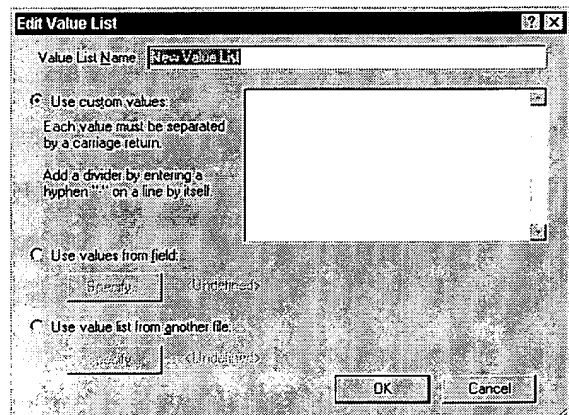 Edit Value List
Value List Name: New Value List
Use custom values:
Each value must be separated
by a carriage return.
Add a divider by entering a
hyphen "-" on a line by itself.
Use values from field:
Specify... <Undefined>
Use value list from another file:
Specify... <Undefined>
OK Cancel